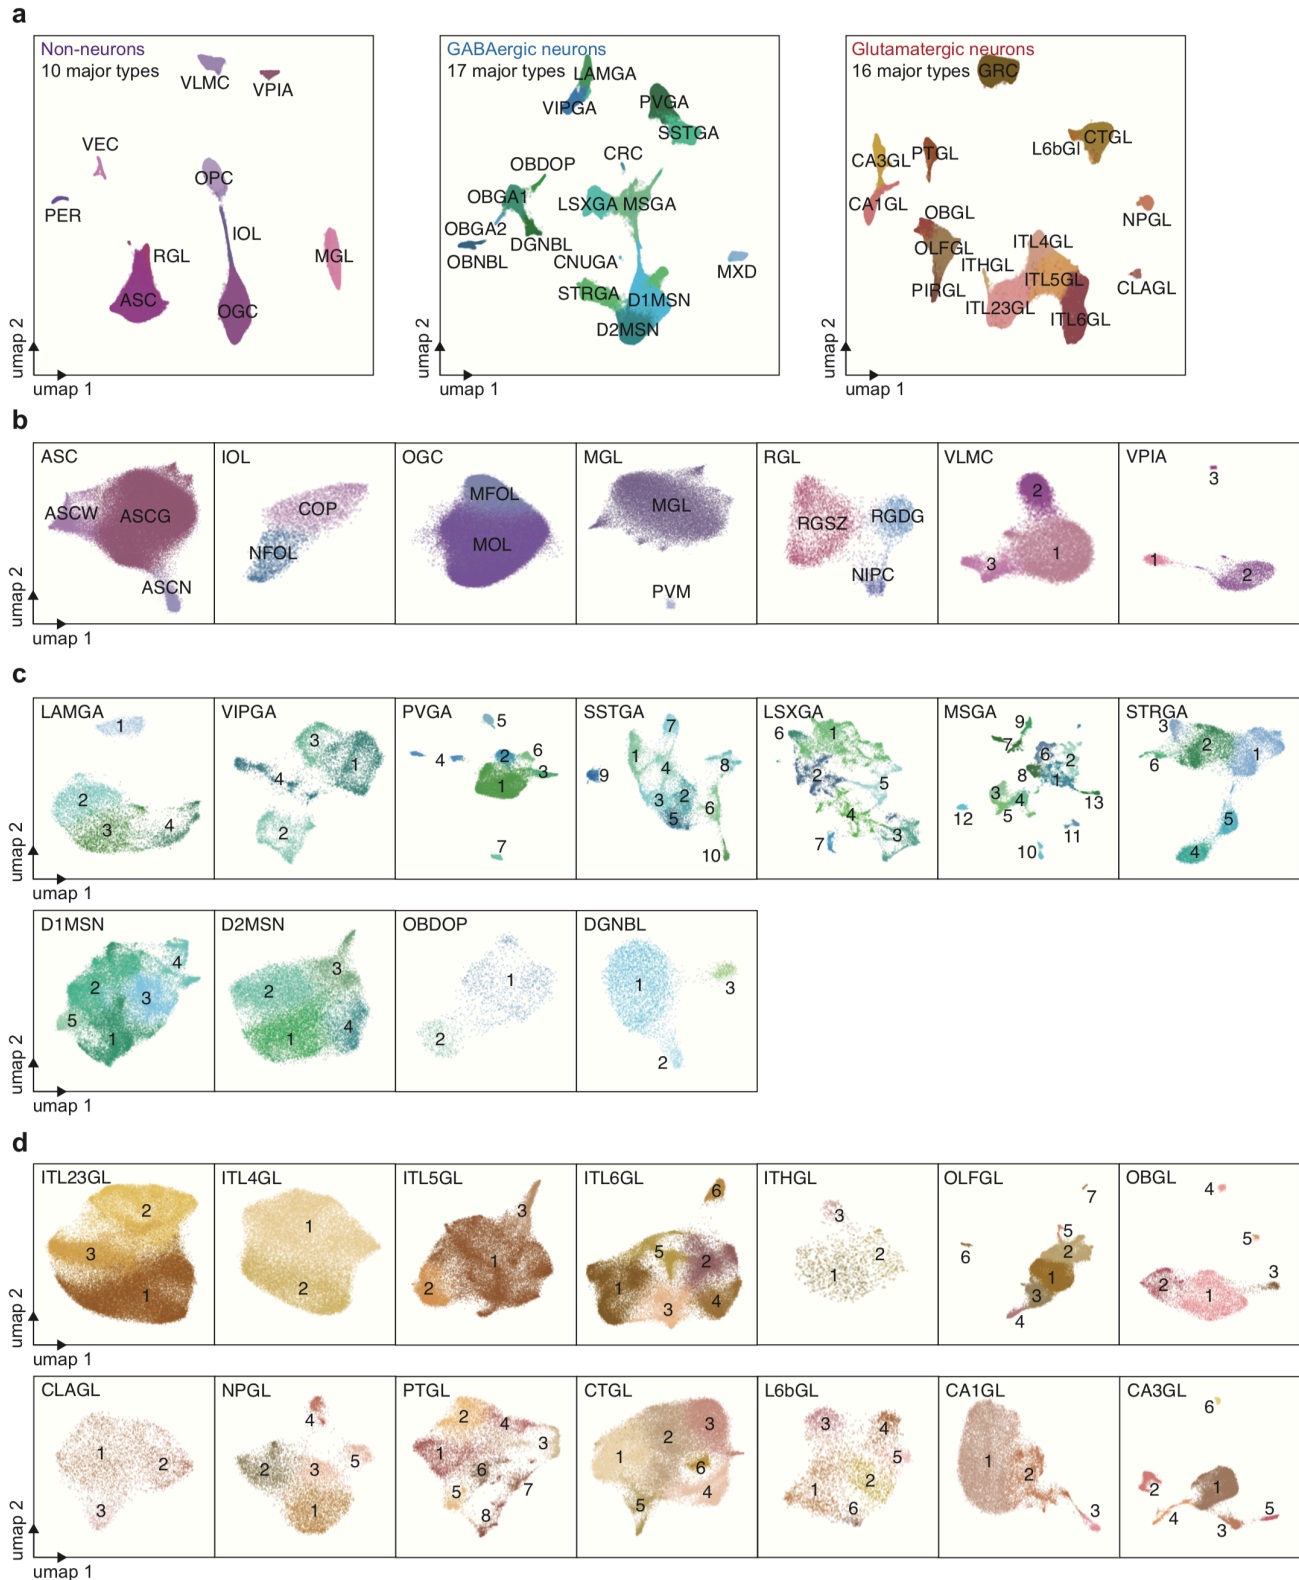 a
Non-neurons
10 major types
VLMC
VPIA
VEC
OPC
PER
IOL
RGL
MGL
ASC
OGC
umap 2
umap 1
GABAergic neurons
17 major types
LAMGA
VIPGA
PVGA
SSTGA
CRC
OBDOP
OBGA1
LSXGA
MSGA
OBGA2
DGNBL
OBNBL
CNUGA
MXD
STRGA
D1MSN
D2MSN
umap 2
umap 1
Glutamatergic neurons
16 major types
GRC
CTGL
L6bGl
CA3GL
PTGL
CA1GL
OBGL
NPGL
OLFGL
ITL4GL
ITHGL
ITL5GL
CLAGL
PIRGL
ITL23GL
ITL6GL
umap 2
umap 1
b
ASC
ASCW
ASCG
ASCN
IOL
COP
NFOL
OGC
MFOL
MOL
MGL
MGL
PVM
RGL
RGSZ
RGDG
NIPC
VLMC
2
1
3
VPIA
3
1
2
umap 2
umap 1
c
LAMGA
1
2
3
4
VIPGA
3
1
4
2
PVGA
5
4
2
6
3
1
7
SSTGA
7
1
4
8
9
3
2
6
5
10
LSXGA
6
1
2
5
4
3
7
MSGA
9
7
6
2
8
1
3
4
13
5
12
11
10
STRGA
3
2
1
6
5
4
umap 2
umap 1
D1MSN
4
2
3
5
1
D2MSN
3
2
4
1
OBDOP
1
2
DGNBL
1
3
2
umap 2
umap 1
d
ITL23GL
2
3
1
ITL4GL
1
2
ITL5GL
3
1
2
ITL6GL
6
5
2
1
4
3
ITHGL
3
2
1
OLFGL
7
5
6
2
1
3
4
OBGL
4
5
2
3
1
umap 2
umap 1
CLAGL
1
2
3
NPGL
4
5
2
3
1
PTGL
2
4
3
1
6
7
5
8
CTGL
3
2
1
6
4
5
L6bGL
3
4
5
2
1
6
CA1GL
1
2
3
CA3GL
6
2
1
4
3
5
umap 2
umap 1